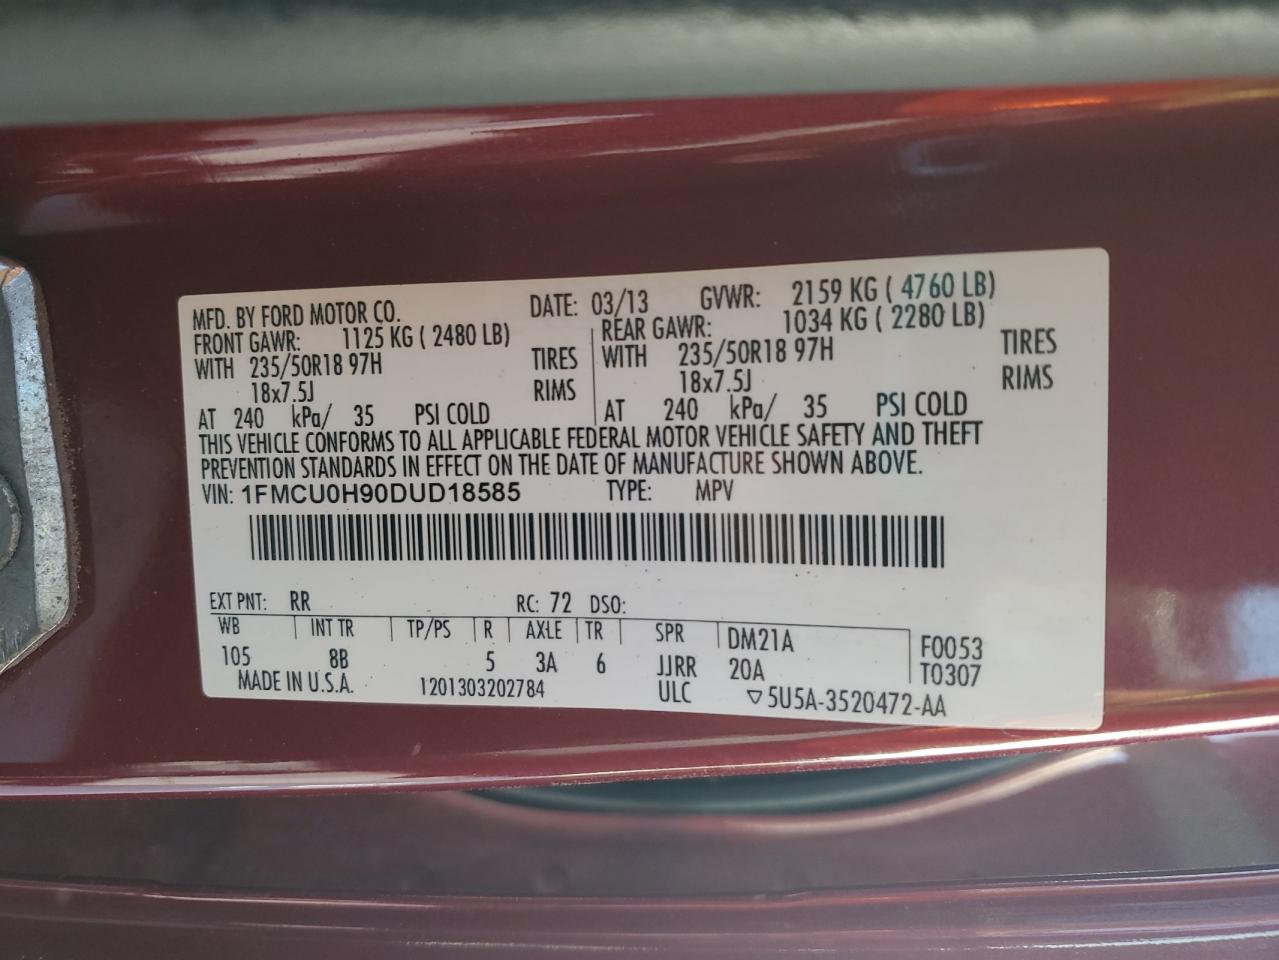 MFD. BY FORD MOTOR CO. DATE: 03/13 GVWR: 2159 KG ( 4760 LB)
FRONT GAWR: 1125 KG ( 2480 LB) REAR GAWR: 1034 KG ( 2280 LB)
WITH 235/50R18 97H TIRES WITH 235/50R18 97H TIRES
18x7.5J RIMS 18x7.5J RIMS
AT 240 kPa/ 35 PSI COLD AT 240 kPa/ 35 PSI COLD
THIS VEHICLE CONFORMS TO ALL APPLICABLE FEDERAL MOTOR VEHICLE SAFETY AND THEFT
PREVENTION STANDARDS IN EFFECT ON THE DATE OF MANUFACTURE SHOWN ABOVE.
VIN: 1FMCU0H90DUD18585 TYPE: MPV
EXT PNT: RR RC: 72 DSO:
WB INT TR TP/PS R AXLE TR SPR DM21A F0053
105 8B 5 3A 6 JJRR 20A T0307
MADE IN U.S.A. 1201303202784 ULC ▽5U5A-3520472-AA